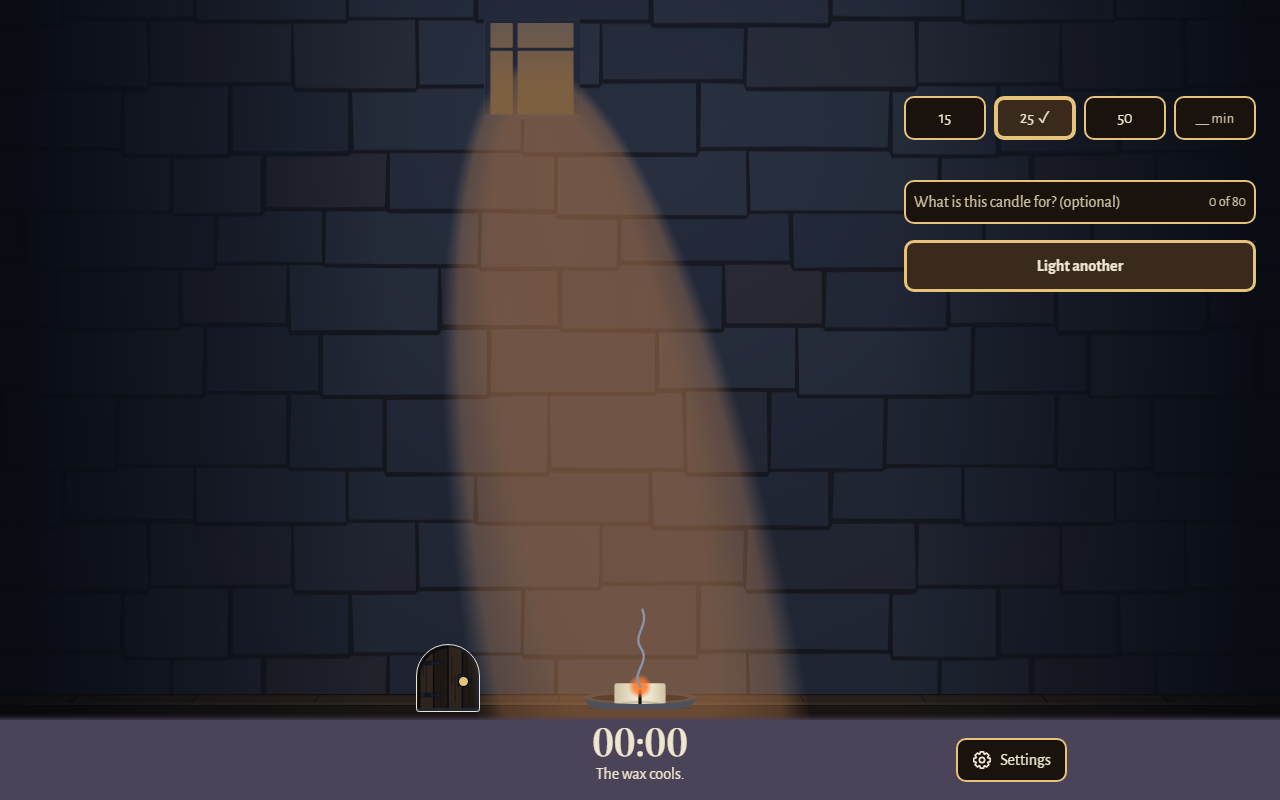 15
25 ✓
50
__ min
What is this candle for? (optional)
0 of 80
Light another
00:00
The wax cools.
Settings